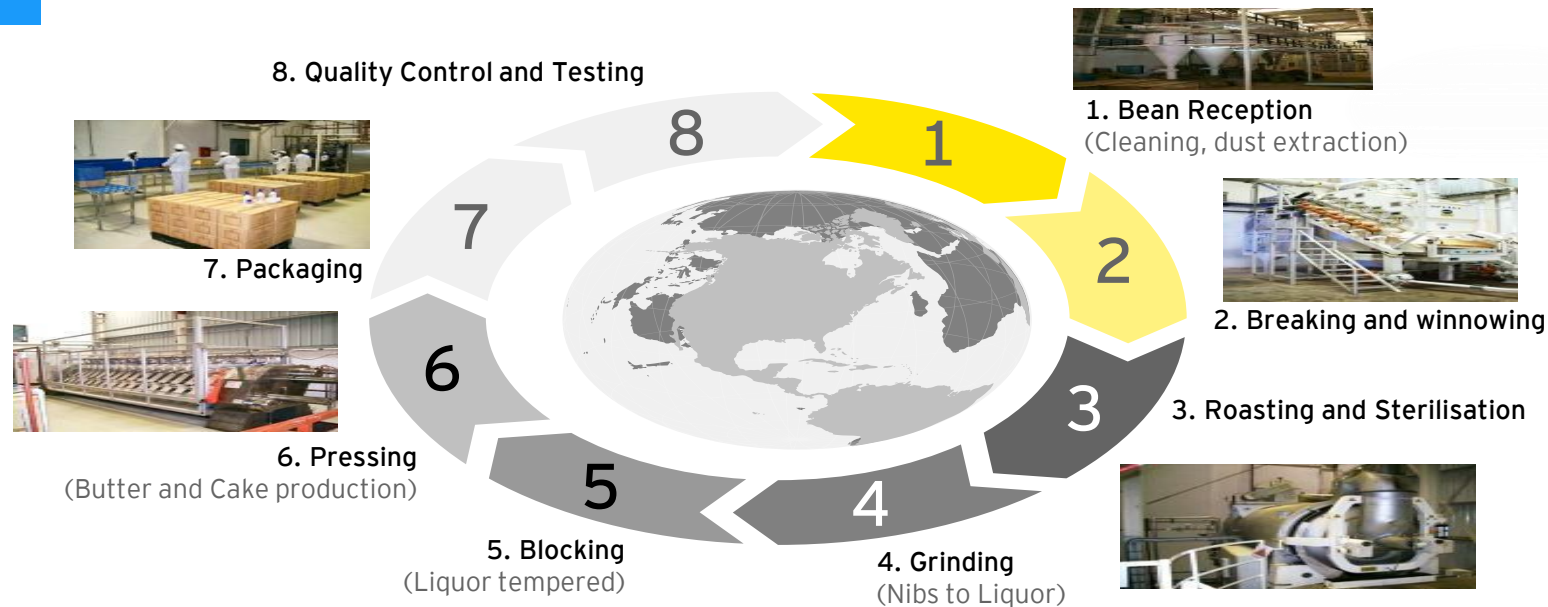 8. Quality Control and Testing
1. Bean Reception
(Cleaning, dust extraction)
8
1
7
2
7. Packaging
2. Breaking and winnowing
6
3
3. Roasting and Sterilisation
6. Pressing
(Butter and Cake production)
5
4
5. Blocking
(Liquor tempered)
4. Grinding
(Nibs to Liquor)